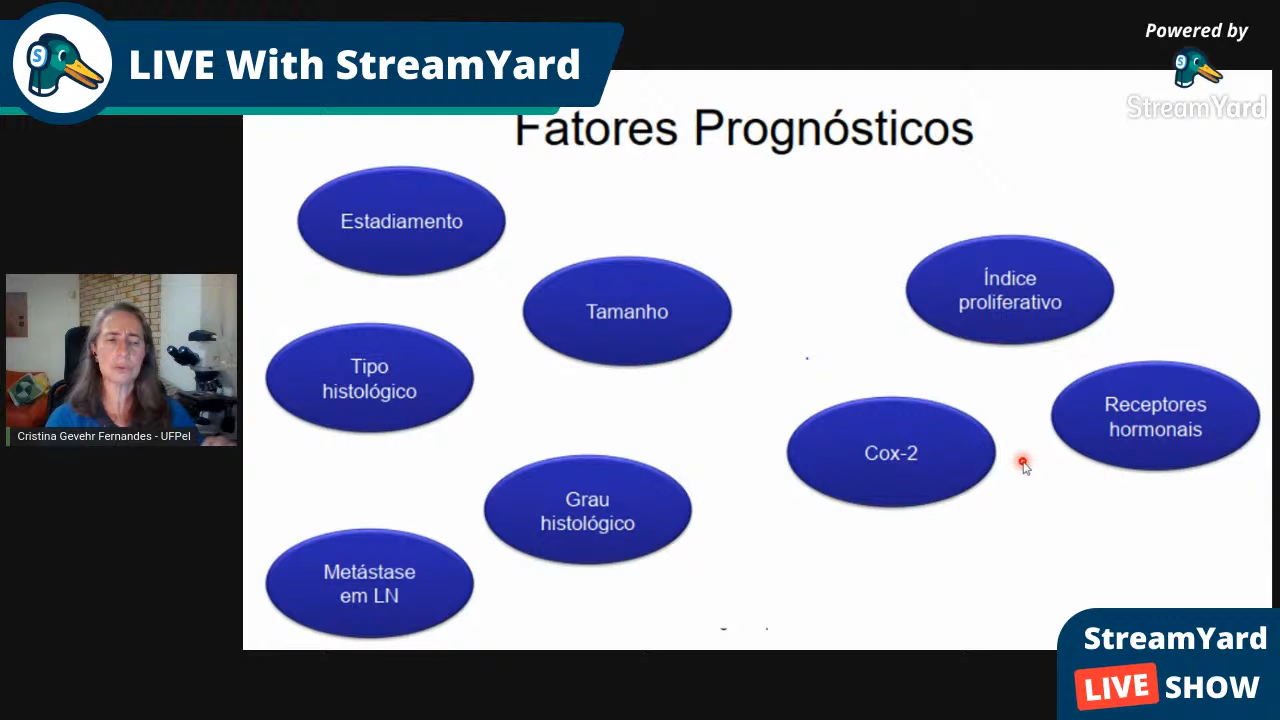 LIVE With StreamYard
Powered by
StreamYard
Fatores Prognósticos
Estadiamento
Tamanho
Índice
proliferativo
Tipo
histológico
Receptores
hormonais
Cox-2
Grau
histológico
Metástase
em LN
Cristina Gevehr Fernandes - UFPel
StreamYard
LIVE SHOW